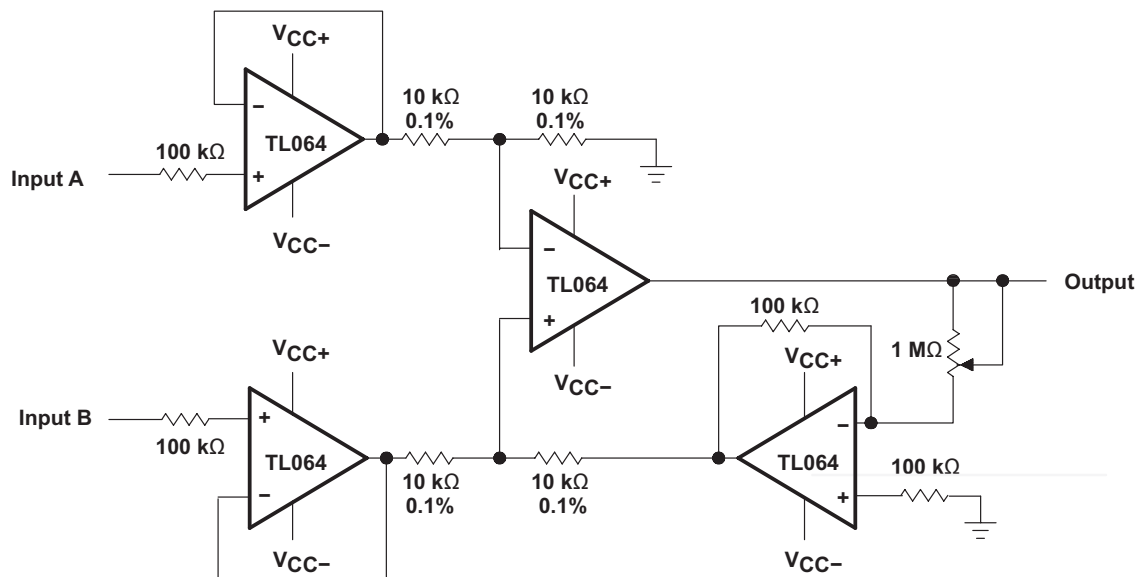 VCC+
10 kΩ
0.1%
10 kΩ
0.1%
−
TL064
100 kΩ
Input A
+
VCC−
VCC+
−
TL064
+
VCC−
Output
100 kΩ
1 MΩ
VCC+
VCC+
Input B
100 kΩ
+
TL064
−
VCC−
10 kΩ
0.1%
10 kΩ
0.1%
−
TL064
+
100 kΩ
VCC−